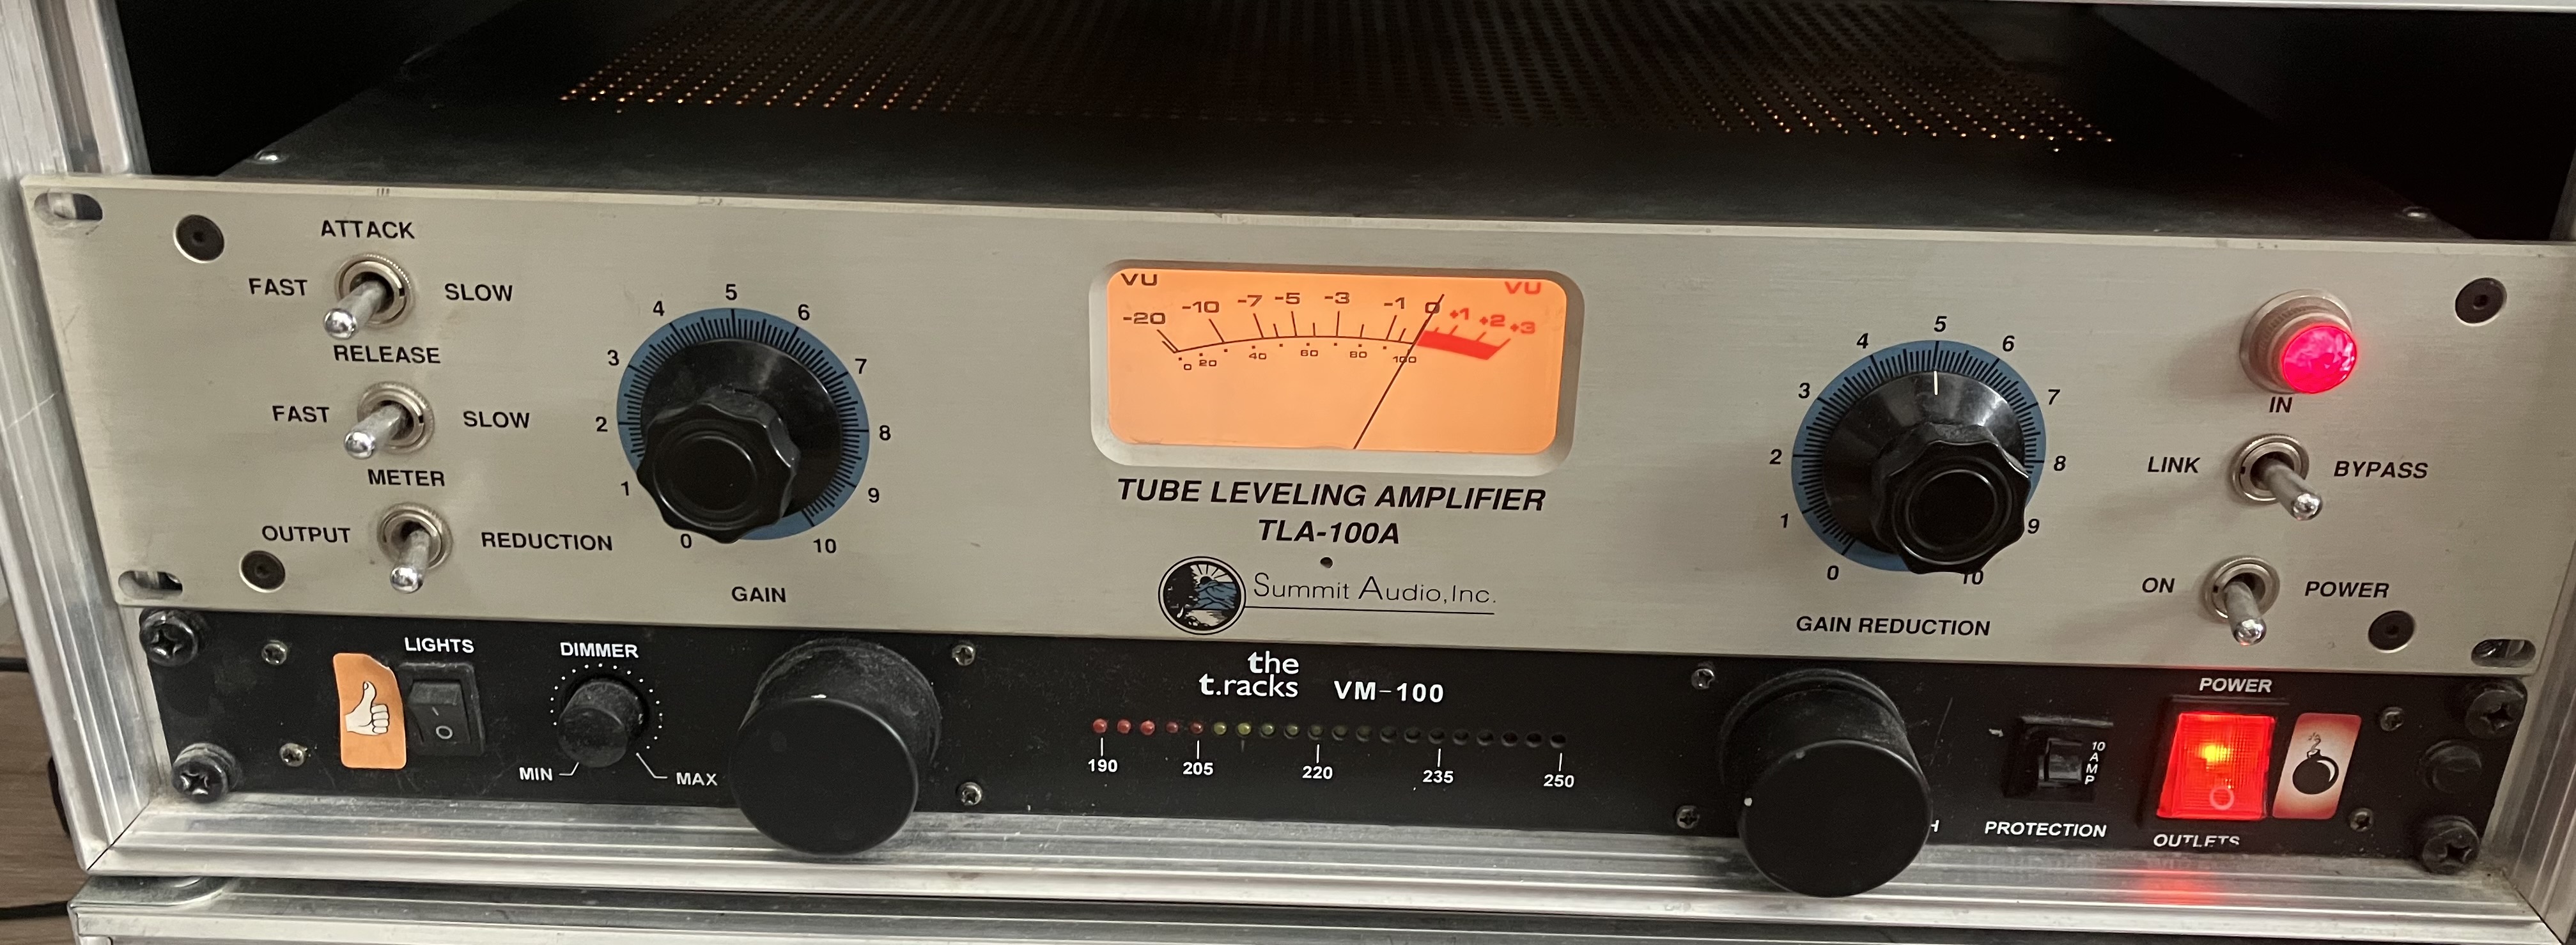 ATTACK
FAST SLOW
RELEASE
FAST SLOW
METER
OUTPUT REDUCTION
0 1 2 3 4 5 6 7 8 9 10
GAIN
VU VU
-20 -10 -7 -5 -3 -1 0 +1 +2 +3
0 20 40 60 80 100
TUBE LEVELING AMPLIFIER
TLA-100A
Summit Audio, Inc.
0 1 2 3 4 5 6 7 8 9 10
GAIN REDUCTION
IN
LINK BYPASS
ON POWER
LIGHTS
DIMMER
MIN MAX
the
t.racks VM-100
190 205 220 235 250
10
A
M
P
PROTECTION
POWER
OUTLETS